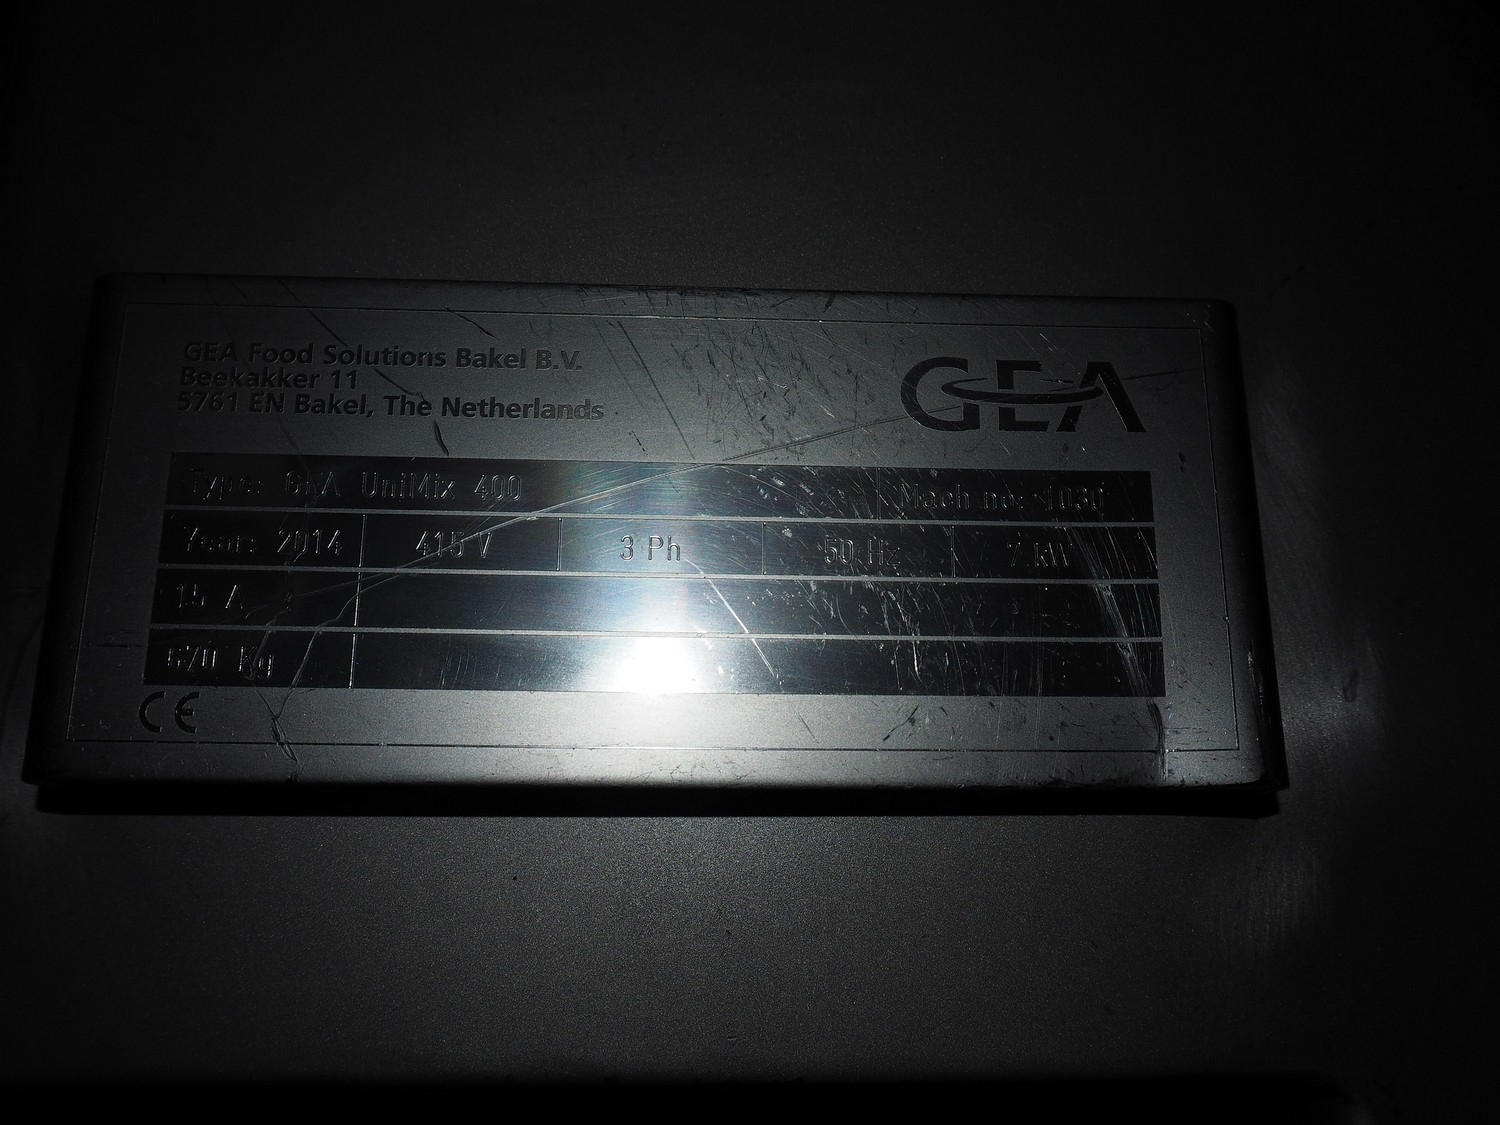 GEA Food Solutions Bakel B.V.
Beekakker 11
5761 EN Bakel, The Netherlands
GEA
Type: GEA UniMix 400 Mach no: 1030
Year: 2014 415 V 3 Ph 50 Hz 7 kW
15 A
670 kg
CE